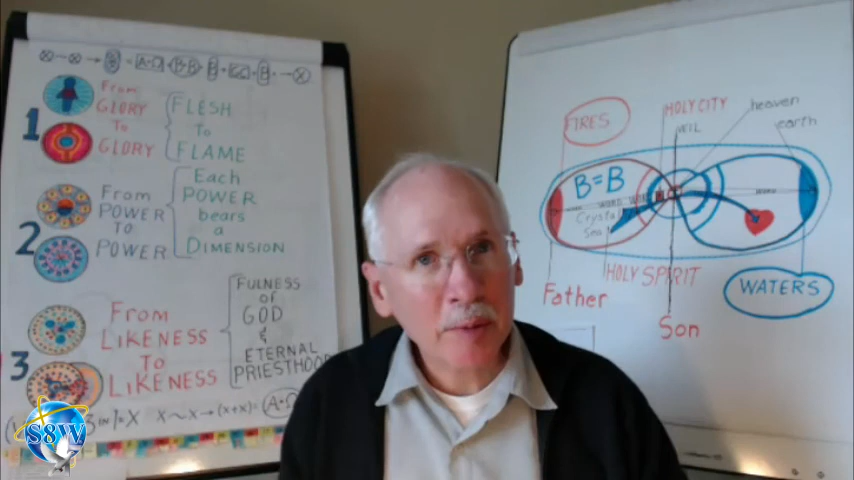 1
From
GLORY
To
GLORY
FLESH
To
FLAME
2
From
POWER
TO
POWER
Each
POWER
bears
a
DIMENSION
3
From
LIKENESS
TO
LIKENESS
FULNESS
OF
GOD
&
ETERNAL
PRIESTHOOD
S8W
FIRES
HOLY CITY
heaven
earth
B=B
WORD
Crystal
Sea
HOLY SPIRIT
WATERS
Father
Son